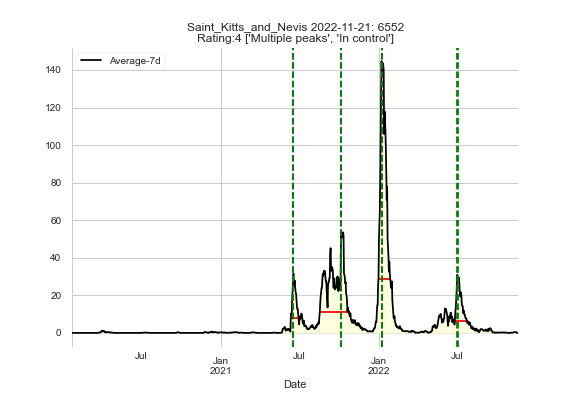 Saint_Kitts_and_Nevis 2022-11-21: 6552
Rating:4 ['Multiple peaks', 'In control']
Average-7d
140
120
100
80
60
40
20
0
Jul
Jan
2021
Jul
Jan
2022
Jul
Date